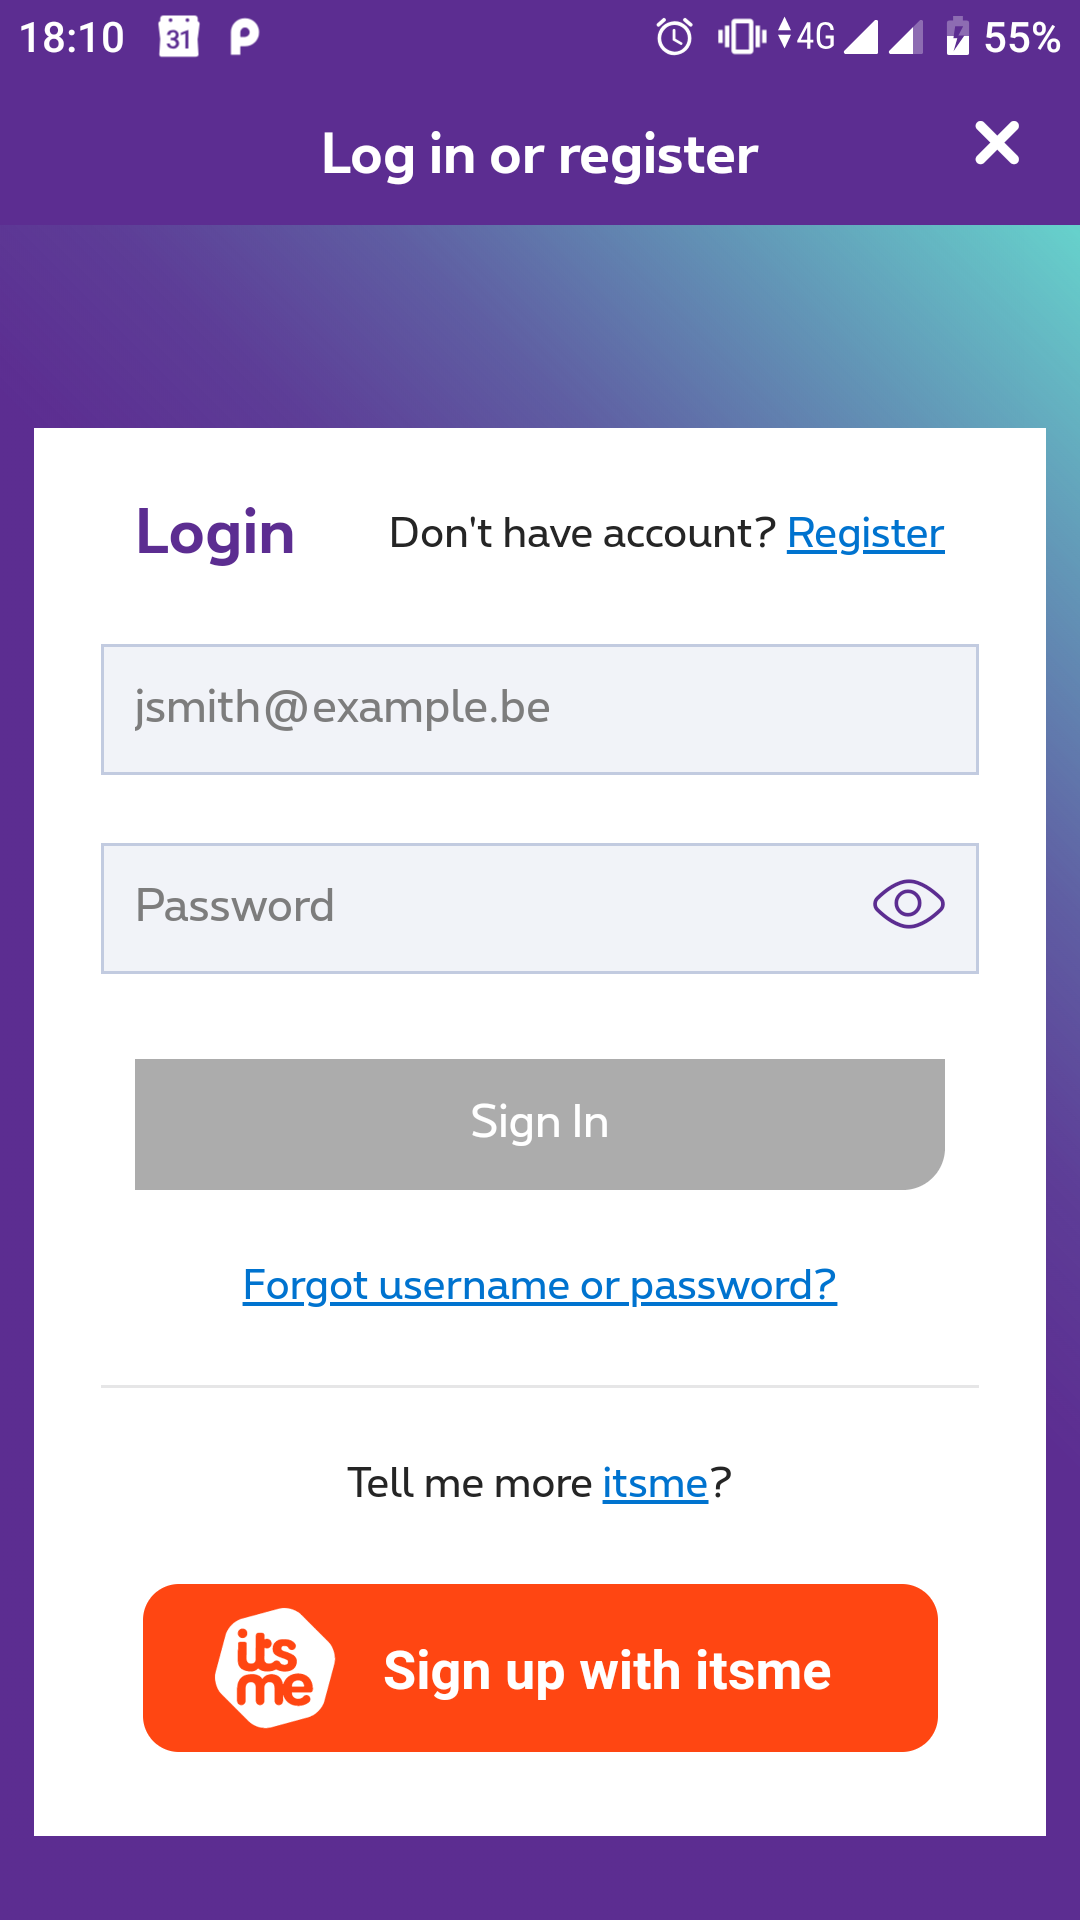 18:10 31 4G 55%
Log in or register
Login Don't have account? Register
jsmith@example.be
Password
Sign In
Forgot username or password?
Tell me more itsme?
its
me
Sign up with itsme